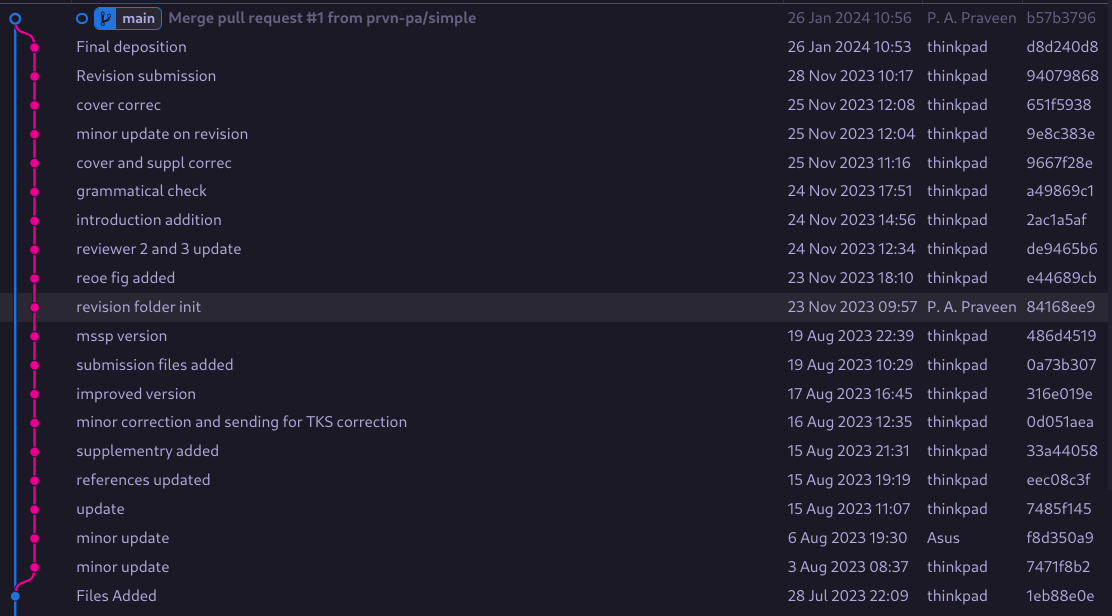 main Merge pull request #1 from prvn-pa/simple 26 Jan 2024 10:56 P. A. Praveen b57b3796
Final deposition 26 Jan 2024 10:53 thinkpad d8d240d8
Revision submission 28 Nov 2023 10:17 thinkpad 94079868
cover correc 25 Nov 2023 12:08 thinkpad 651f5938
minor update on revision 25 Nov 2023 12:04 thinkpad 9e8c383e
cover and suppl correc 25 Nov 2023 11:16 thinkpad 9667f28e
grammatical check 24 Nov 2023 17:51 thinkpad a49869c1
introduction addition 24 Nov 2023 14:56 thinkpad 2ac1a5af
reviewer 2 and 3 update 24 Nov 2023 12:34 thinkpad de9465b6
reoe fig added 23 Nov 2023 18:10 thinkpad e44689cb
revision folder init 23 Nov 2023 09:57 P. A. Praveen 84168ee9
mssp version 19 Aug 2023 22:39 thinkpad 486d4519
submission files added 19 Aug 2023 10:29 thinkpad 0a73b307
improved version 17 Aug 2023 16:45 thinkpad 316e019e
minor correction and sending for TKS correction 16 Aug 2023 12:35 thinkpad 0d051aea
supplementry added 15 Aug 2023 21:31 thinkpad 33a44058
references updated 15 Aug 2023 19:19 thinkpad eec08c3f
update 15 Aug 2023 11:07 thinkpad 7485f145
minor update 6 Aug 2023 19:30 Asus f8d350a9
minor update 3 Aug 2023 08:37 thinkpad 7471f8b2
Files Added 28 Jul 2023 22:09 thinkpad 1eb88e0e